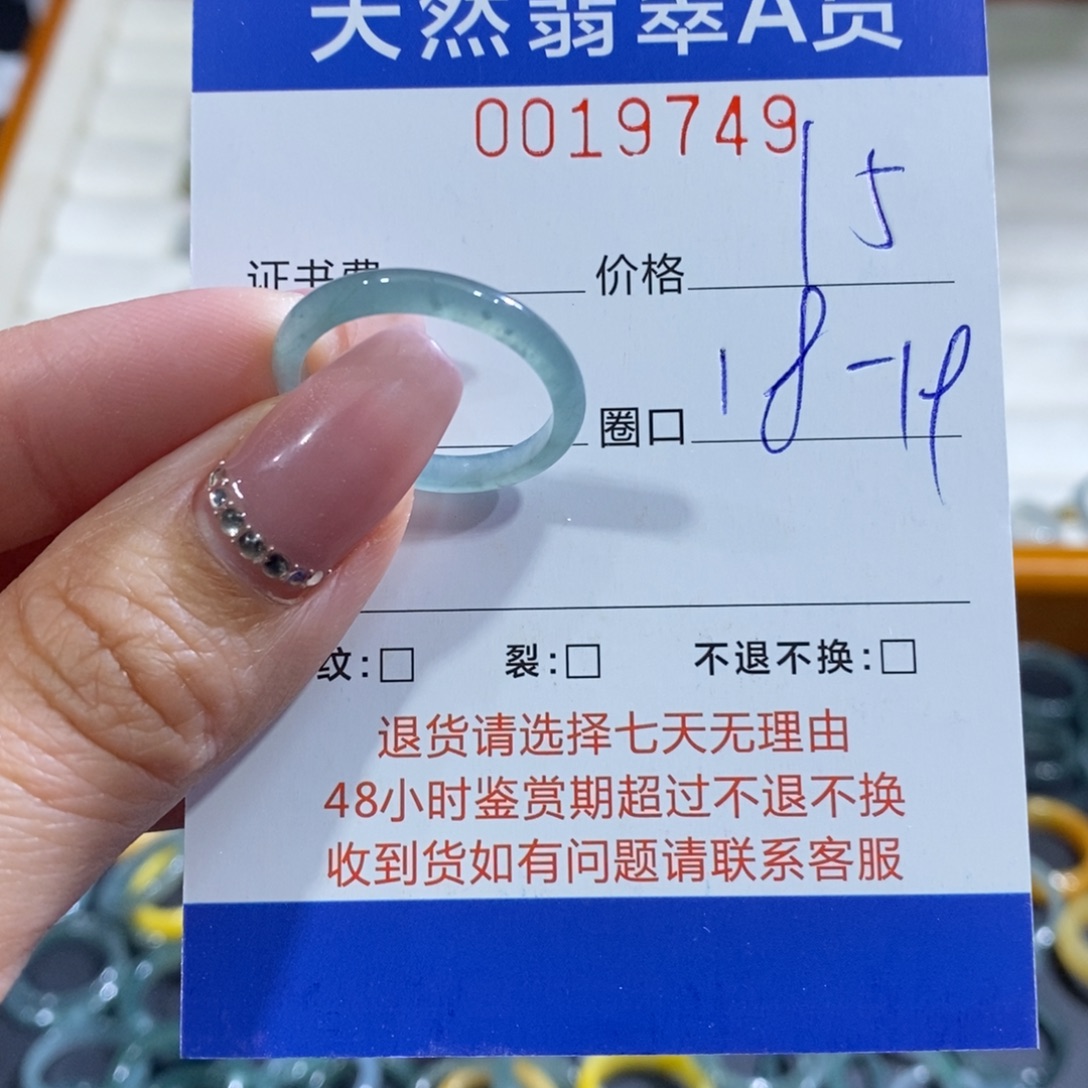 天然翡翠A货
0019749
证书费 价格 15
圈口 18-19
纹:□ 裂:□ 不退不换:□
退货请选择七天无理由
48小时鉴赏期超过不退不换
收到货如有问题请联系客服